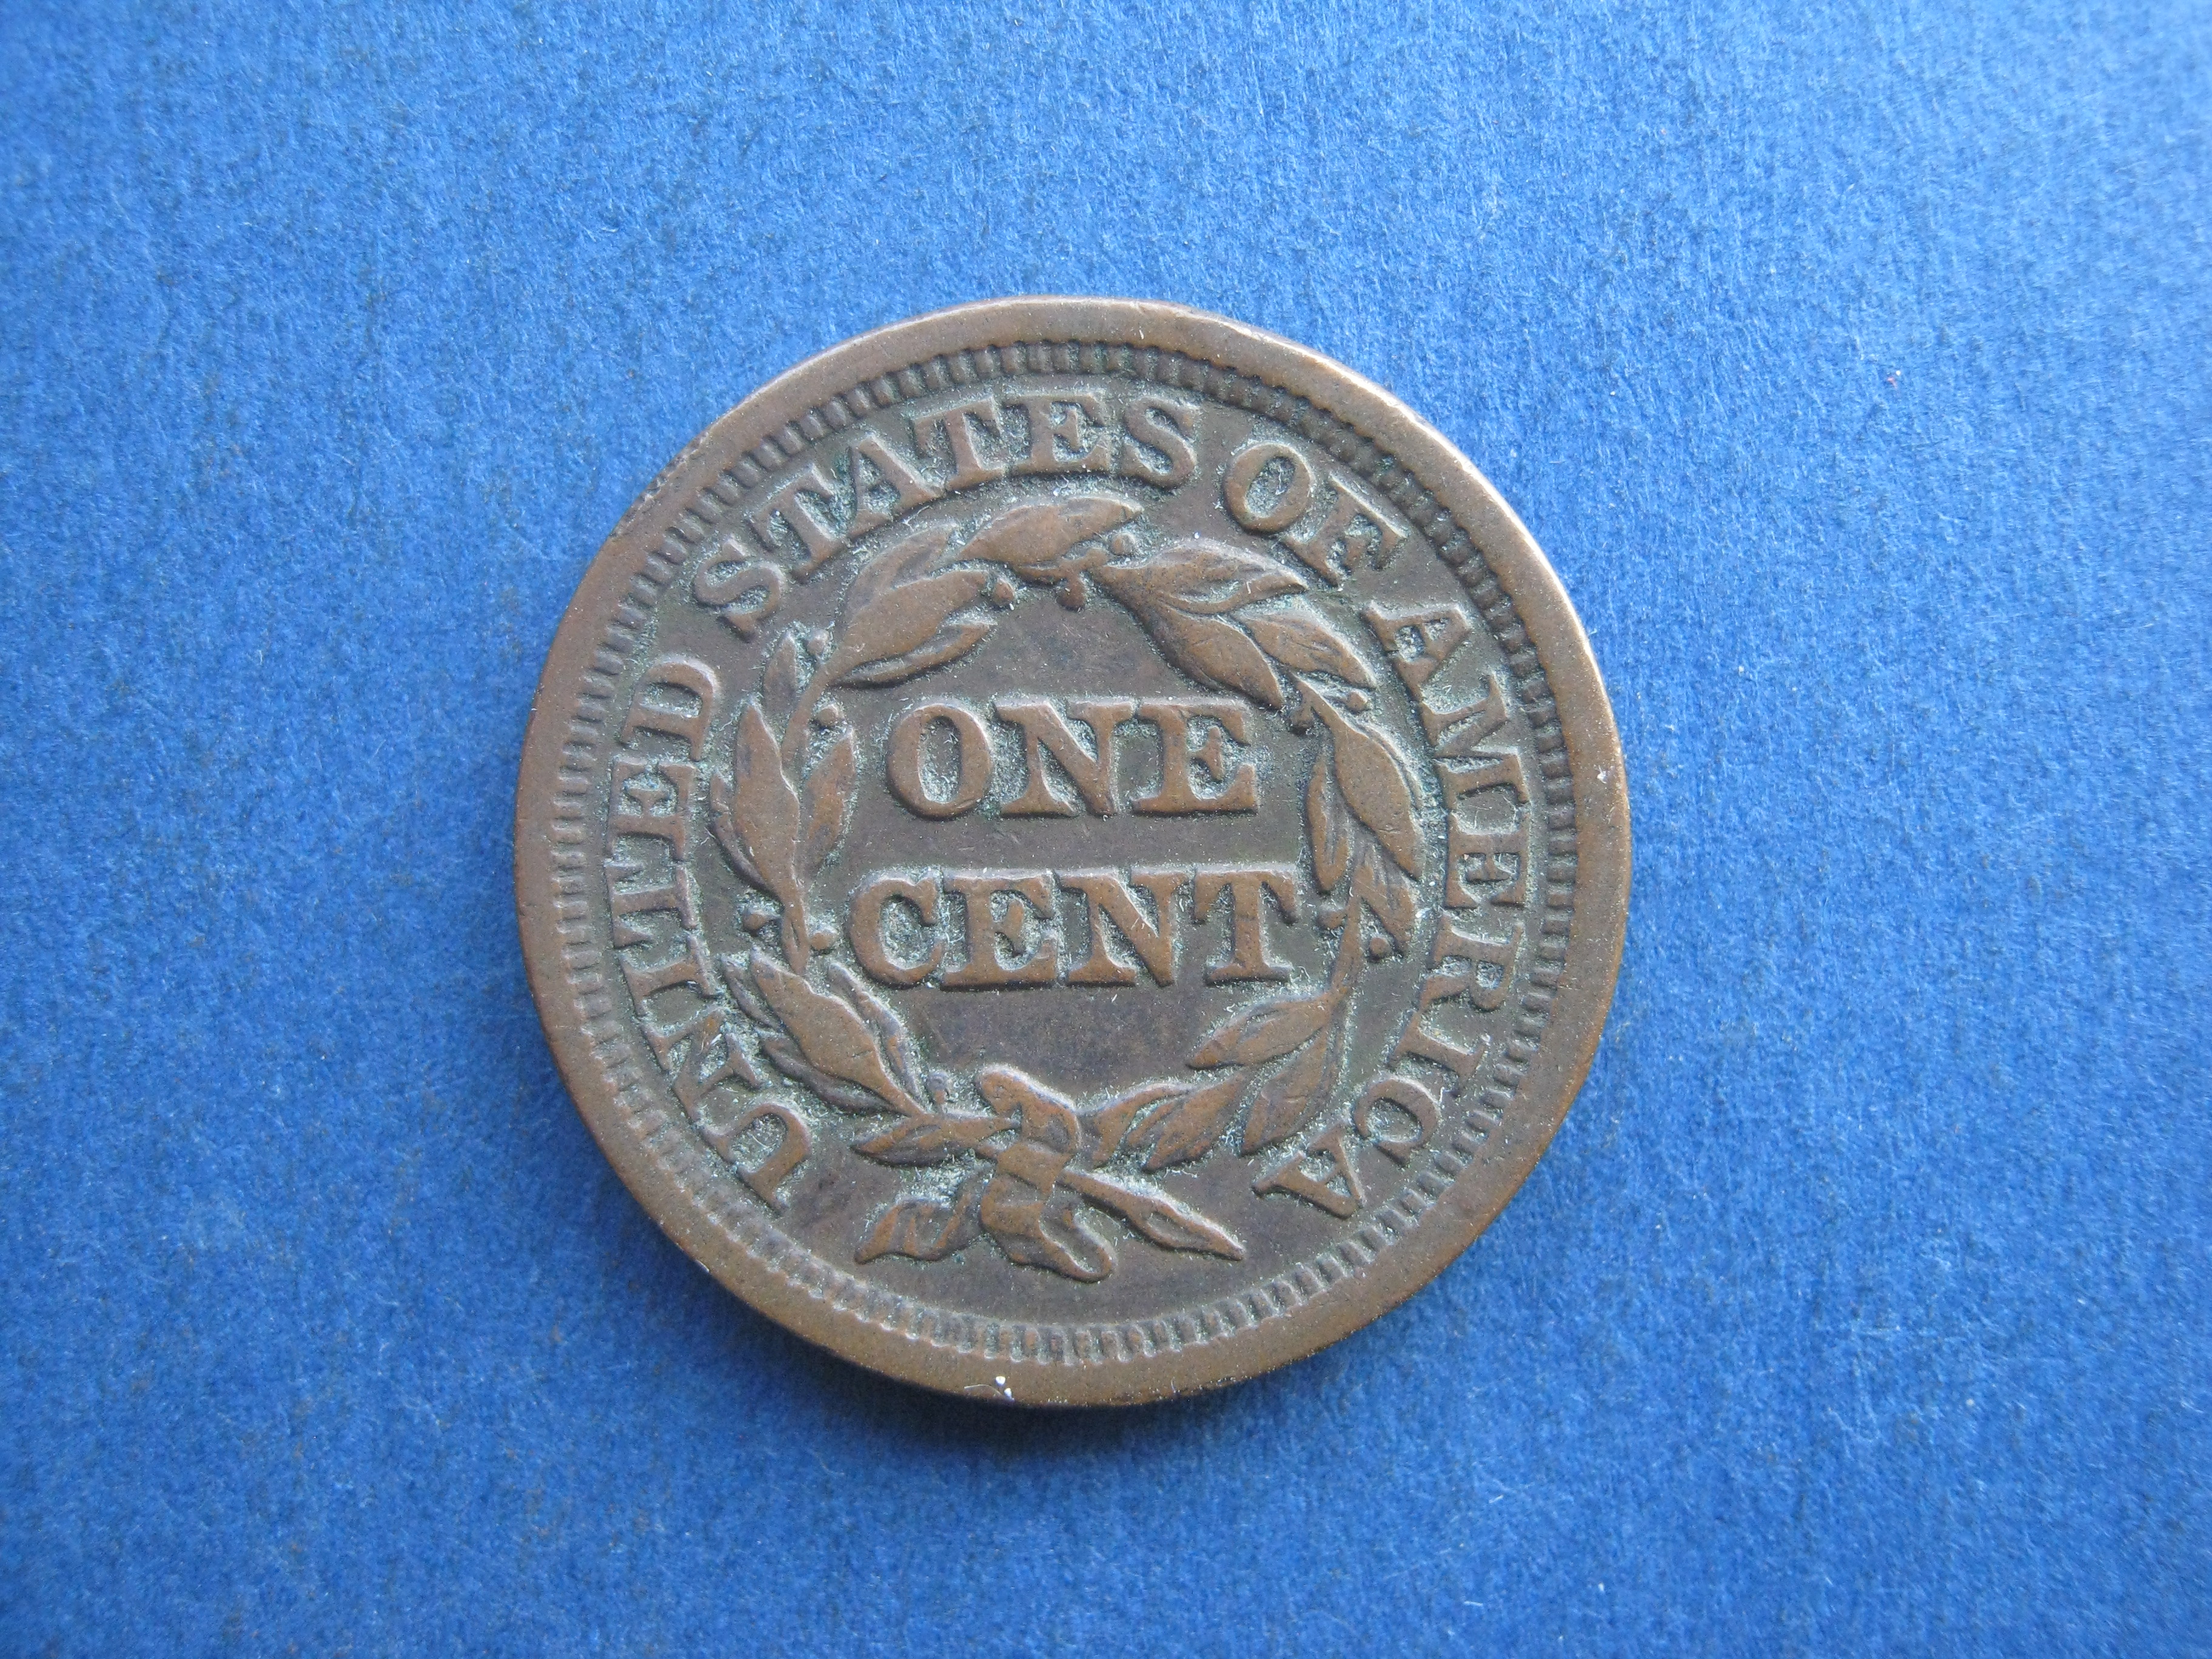 UNITED STATES OF AMERICA
ONE
CENT